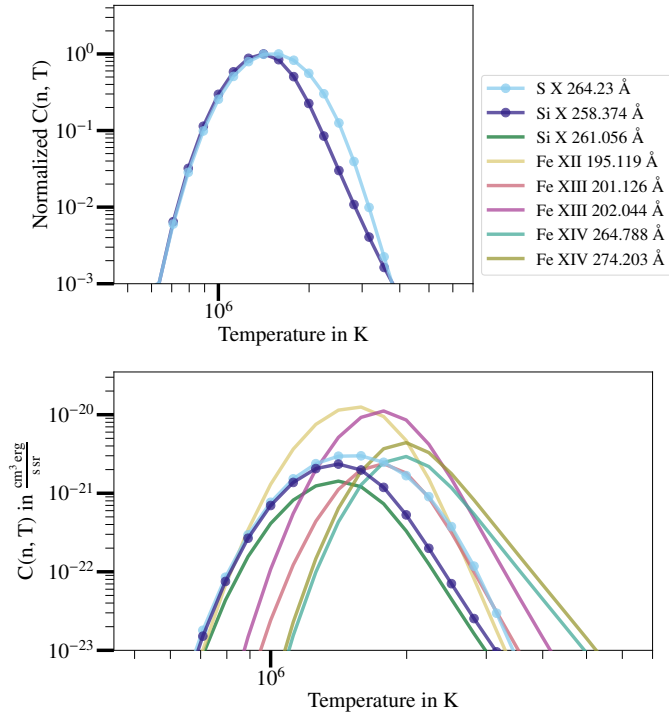 10^0
10^{-1}
10^{-2}
10^{-3}
Normalized C(n, T)
10^6
Temperature in K
S X 264.23 Å
Si X 258.374 Å
Si X 261.056 Å
Fe XII 195.119 Å
Fe XIII 201.126 Å
Fe XIII 202.044 Å
Fe XIV 264.788 Å
Fe XIV 274.203 Å
10^{-20}
10^{-21}
10^{-22}
10^{-23}
C(n, T) in \frac{cm^3 erg}{s sr}
10^6
Temperature in K